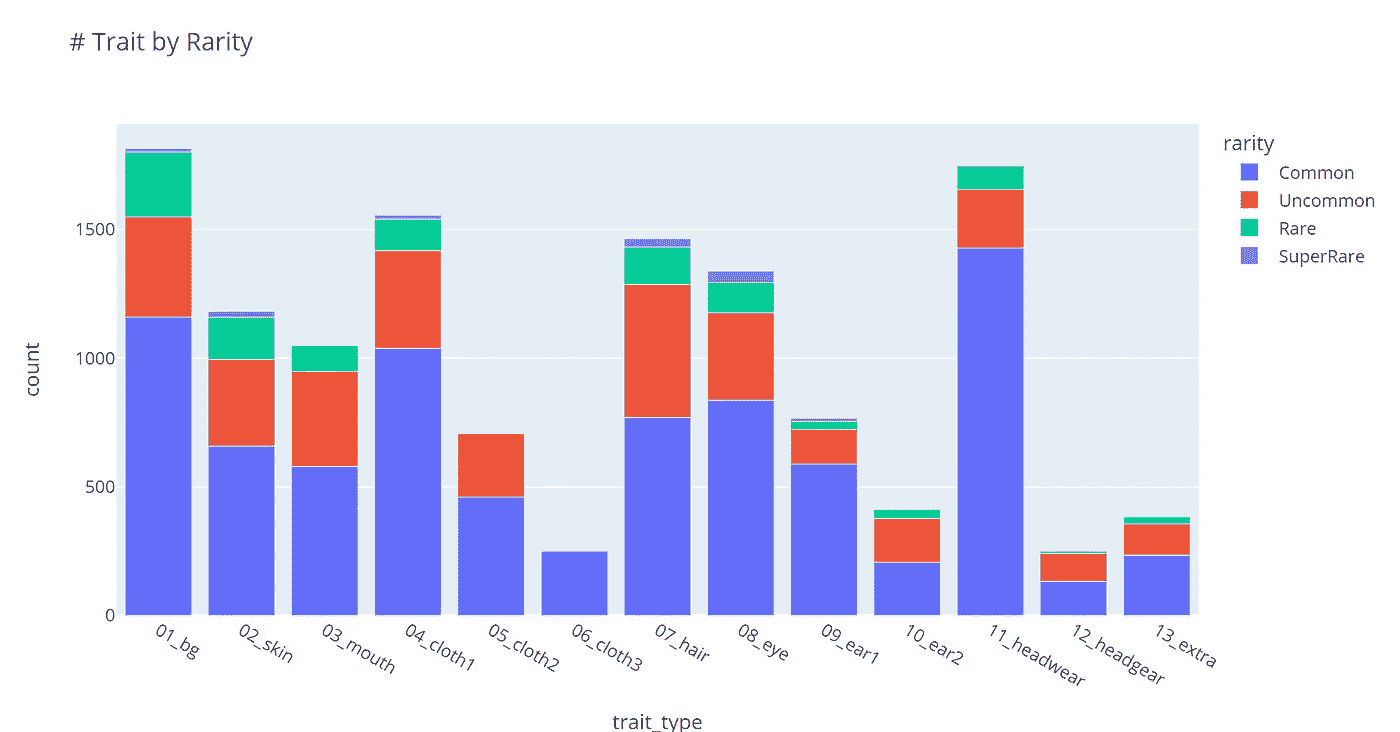 # Trait by Rarity
rarity
Common
Uncommon
Rare
SuperRare
count
1500
1000
500
0
01_bg
02_skin
03_mouth
04_cloth1
05_cloth2
06_cloth3
07_hair
08_eye
09_ear1
10_ear2
11_headwear
12_headgear
13_extra
trait_type